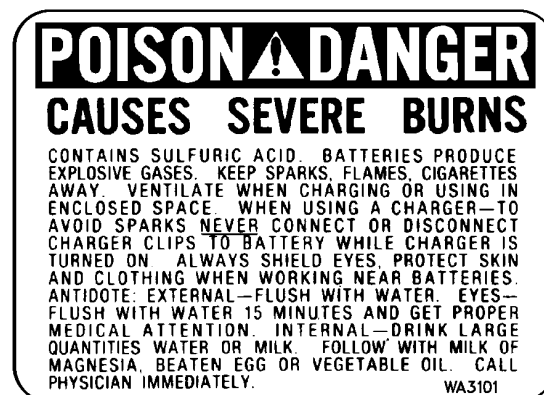 POISON DANGER
CAUSES SEVERE BURNS
CONTAINS SULFURIC ACID. BATTERIES PRODUCE
EXPLOSIVE GASES. KEEP SPARKS, FLAMES, CIGARETTES
AWAY. VENTILATE WHEN CHARGING OR USING IN
ENCLOSED SPACE. WHEN USING A CHARGER—TO
AVOID SPARKS NEVER CONNECT OR DISCONNECT
CHARGER CLIPS TO BATTERY WHILE CHARGER IS
TURNED ON ALWAYS SHIELD EYES, PROTECT SKIN
AND CLOTHING WHEN WORKING NEAR BATTERIES.
ANTIDOTE: EXTERNAL—FLUSH WITH WATER. EYES—
FLUSH WITH WATER 15 MINUTES AND GET PROPER
MEDICAL ATTENTION. INTERNAL—DRINK LARGE
QUANTITIES WATER OR MILK. FOLLOW WITH MILK OF
MAGNESIA, BEATEN EGG OR VEGETABLE OIL. CALL
PHYSICIAN IMMEDIATELY. WA3101